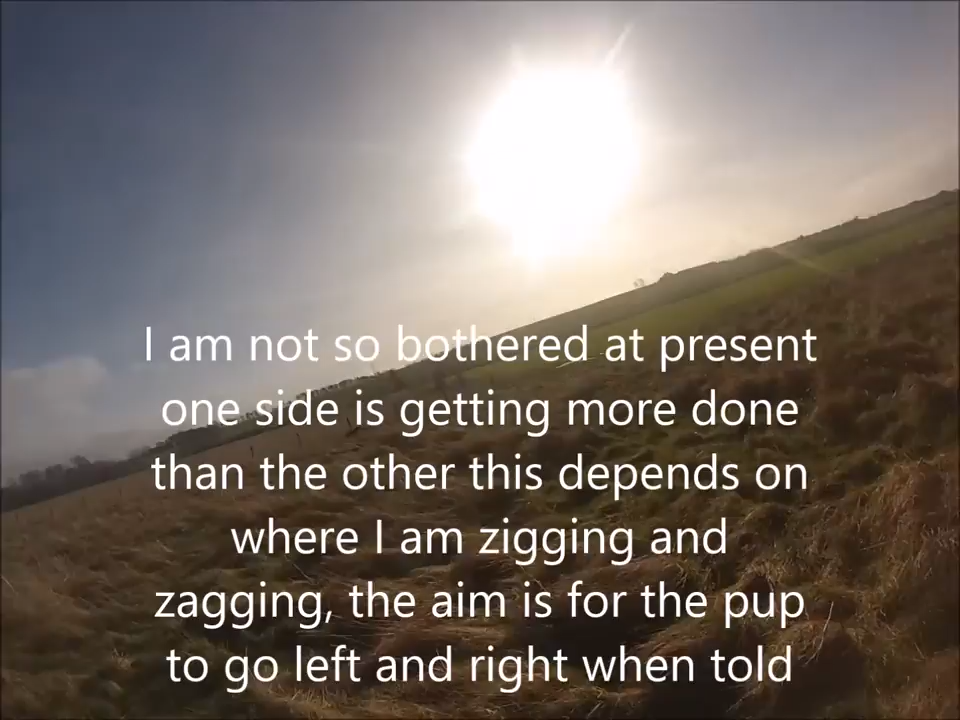 I am not so bothered at present
one side is getting more done
than the other this depends on
where I am zigging and
zagging, the aim is for the pup
to go left and right when told